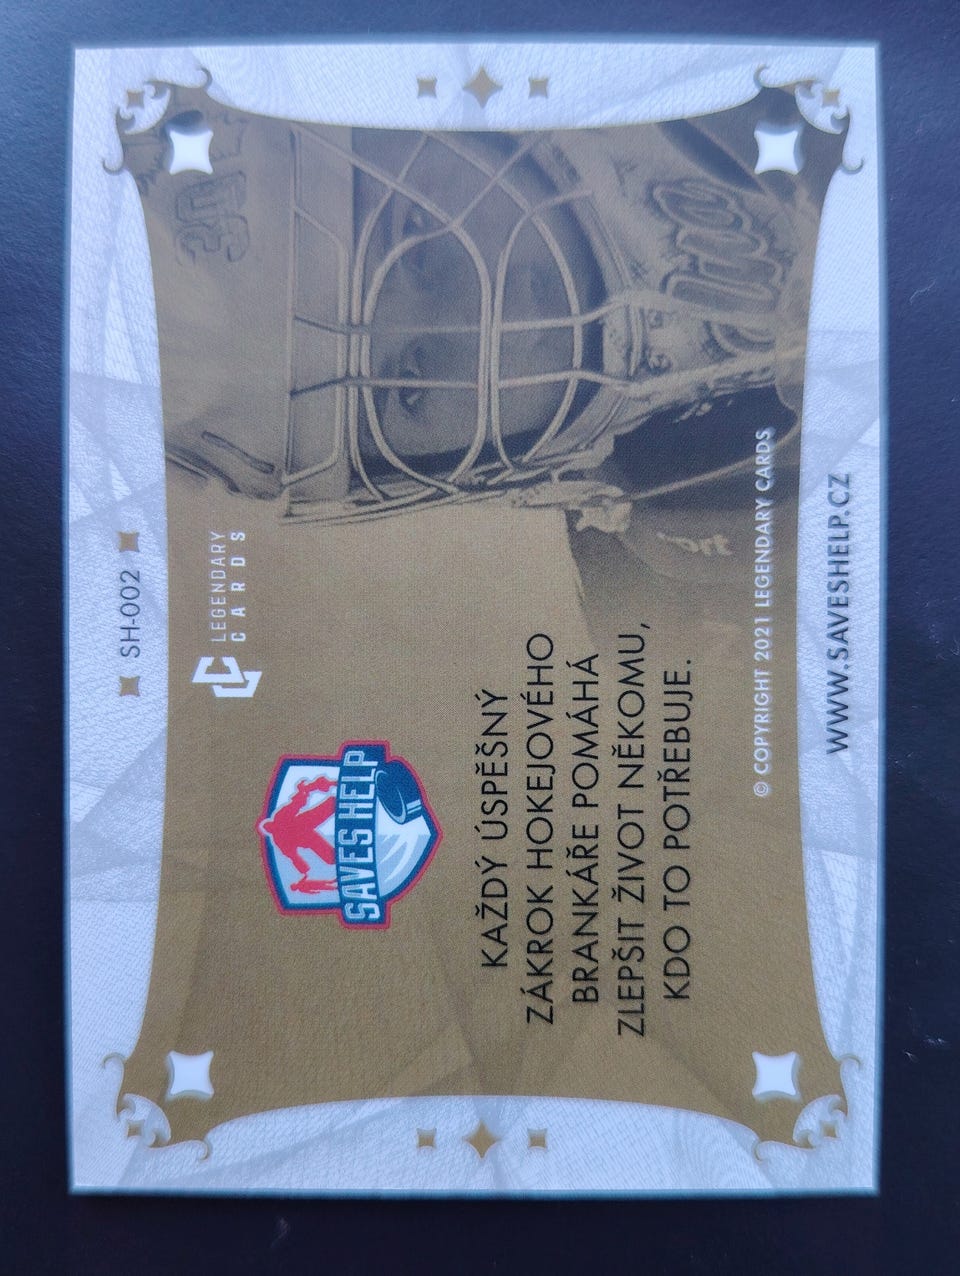 SH-002
LEGENDARY
CARDS
SAVES HELP
KAŽDÝ ÚSPĚŠNÝ
ZÁKROK HOKEJOVÉHO
BRANKÁŘE POMÁHÁ
ZLEPŠIT ŽIVOT NĚKOMU,
KDO TO POTŘEBUJE.
© COPYRIGHT 2021 LEGENDARY CARDS
WWW.SAVESHELP.CZ